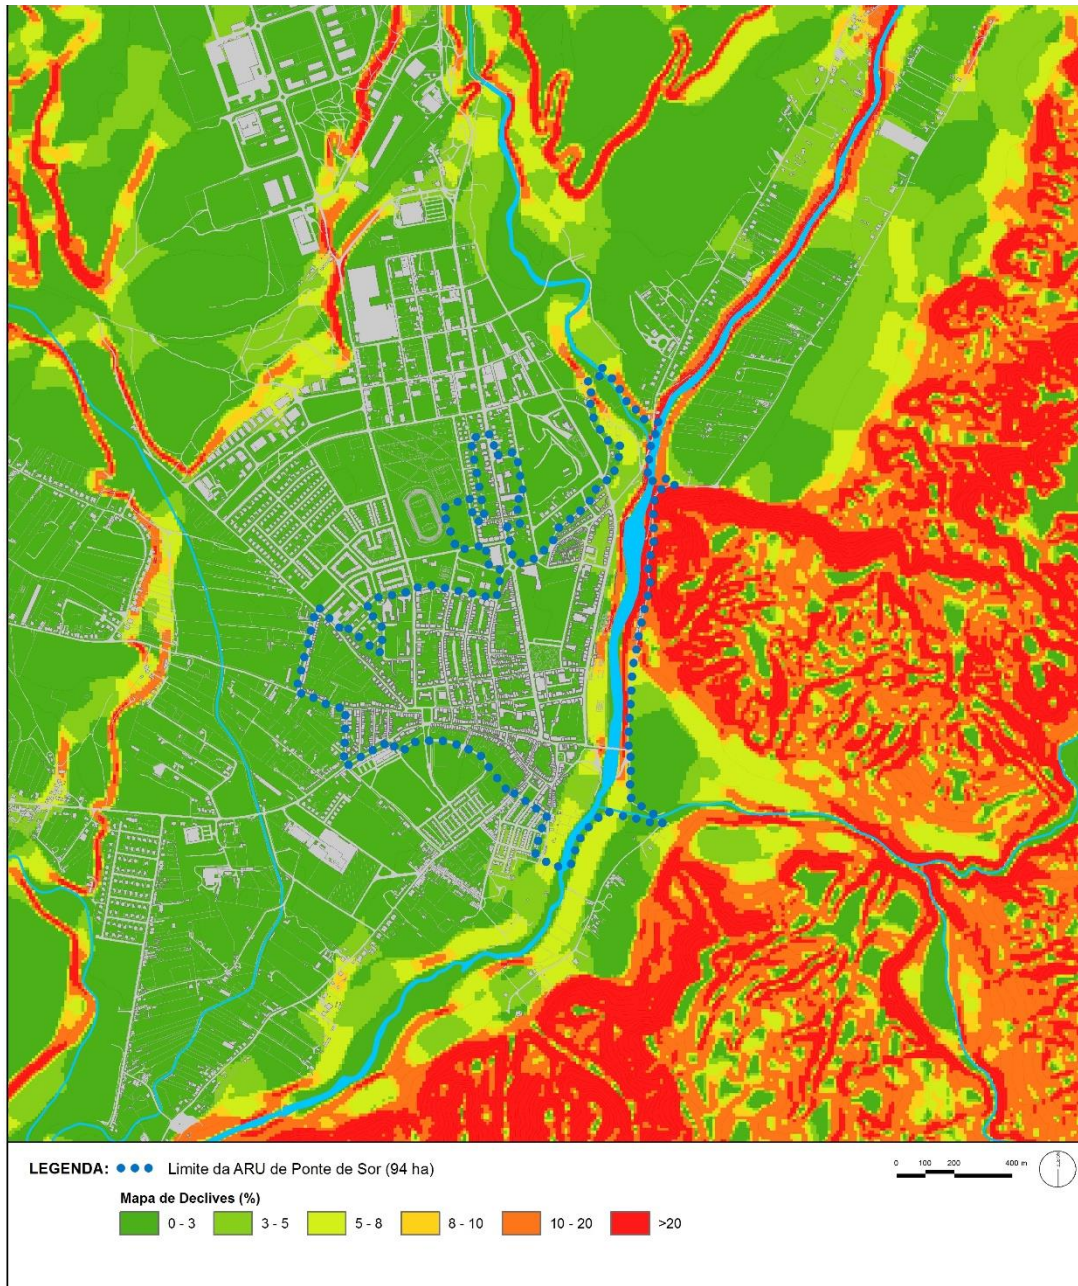 LEGENDA: Limite da ARU de Ponte de Sor (94 ha)
0 100 200 400 m
Mapa de Declives (%)
0 - 3 3 - 5 5 - 8 8 - 10 10 - 20 >20